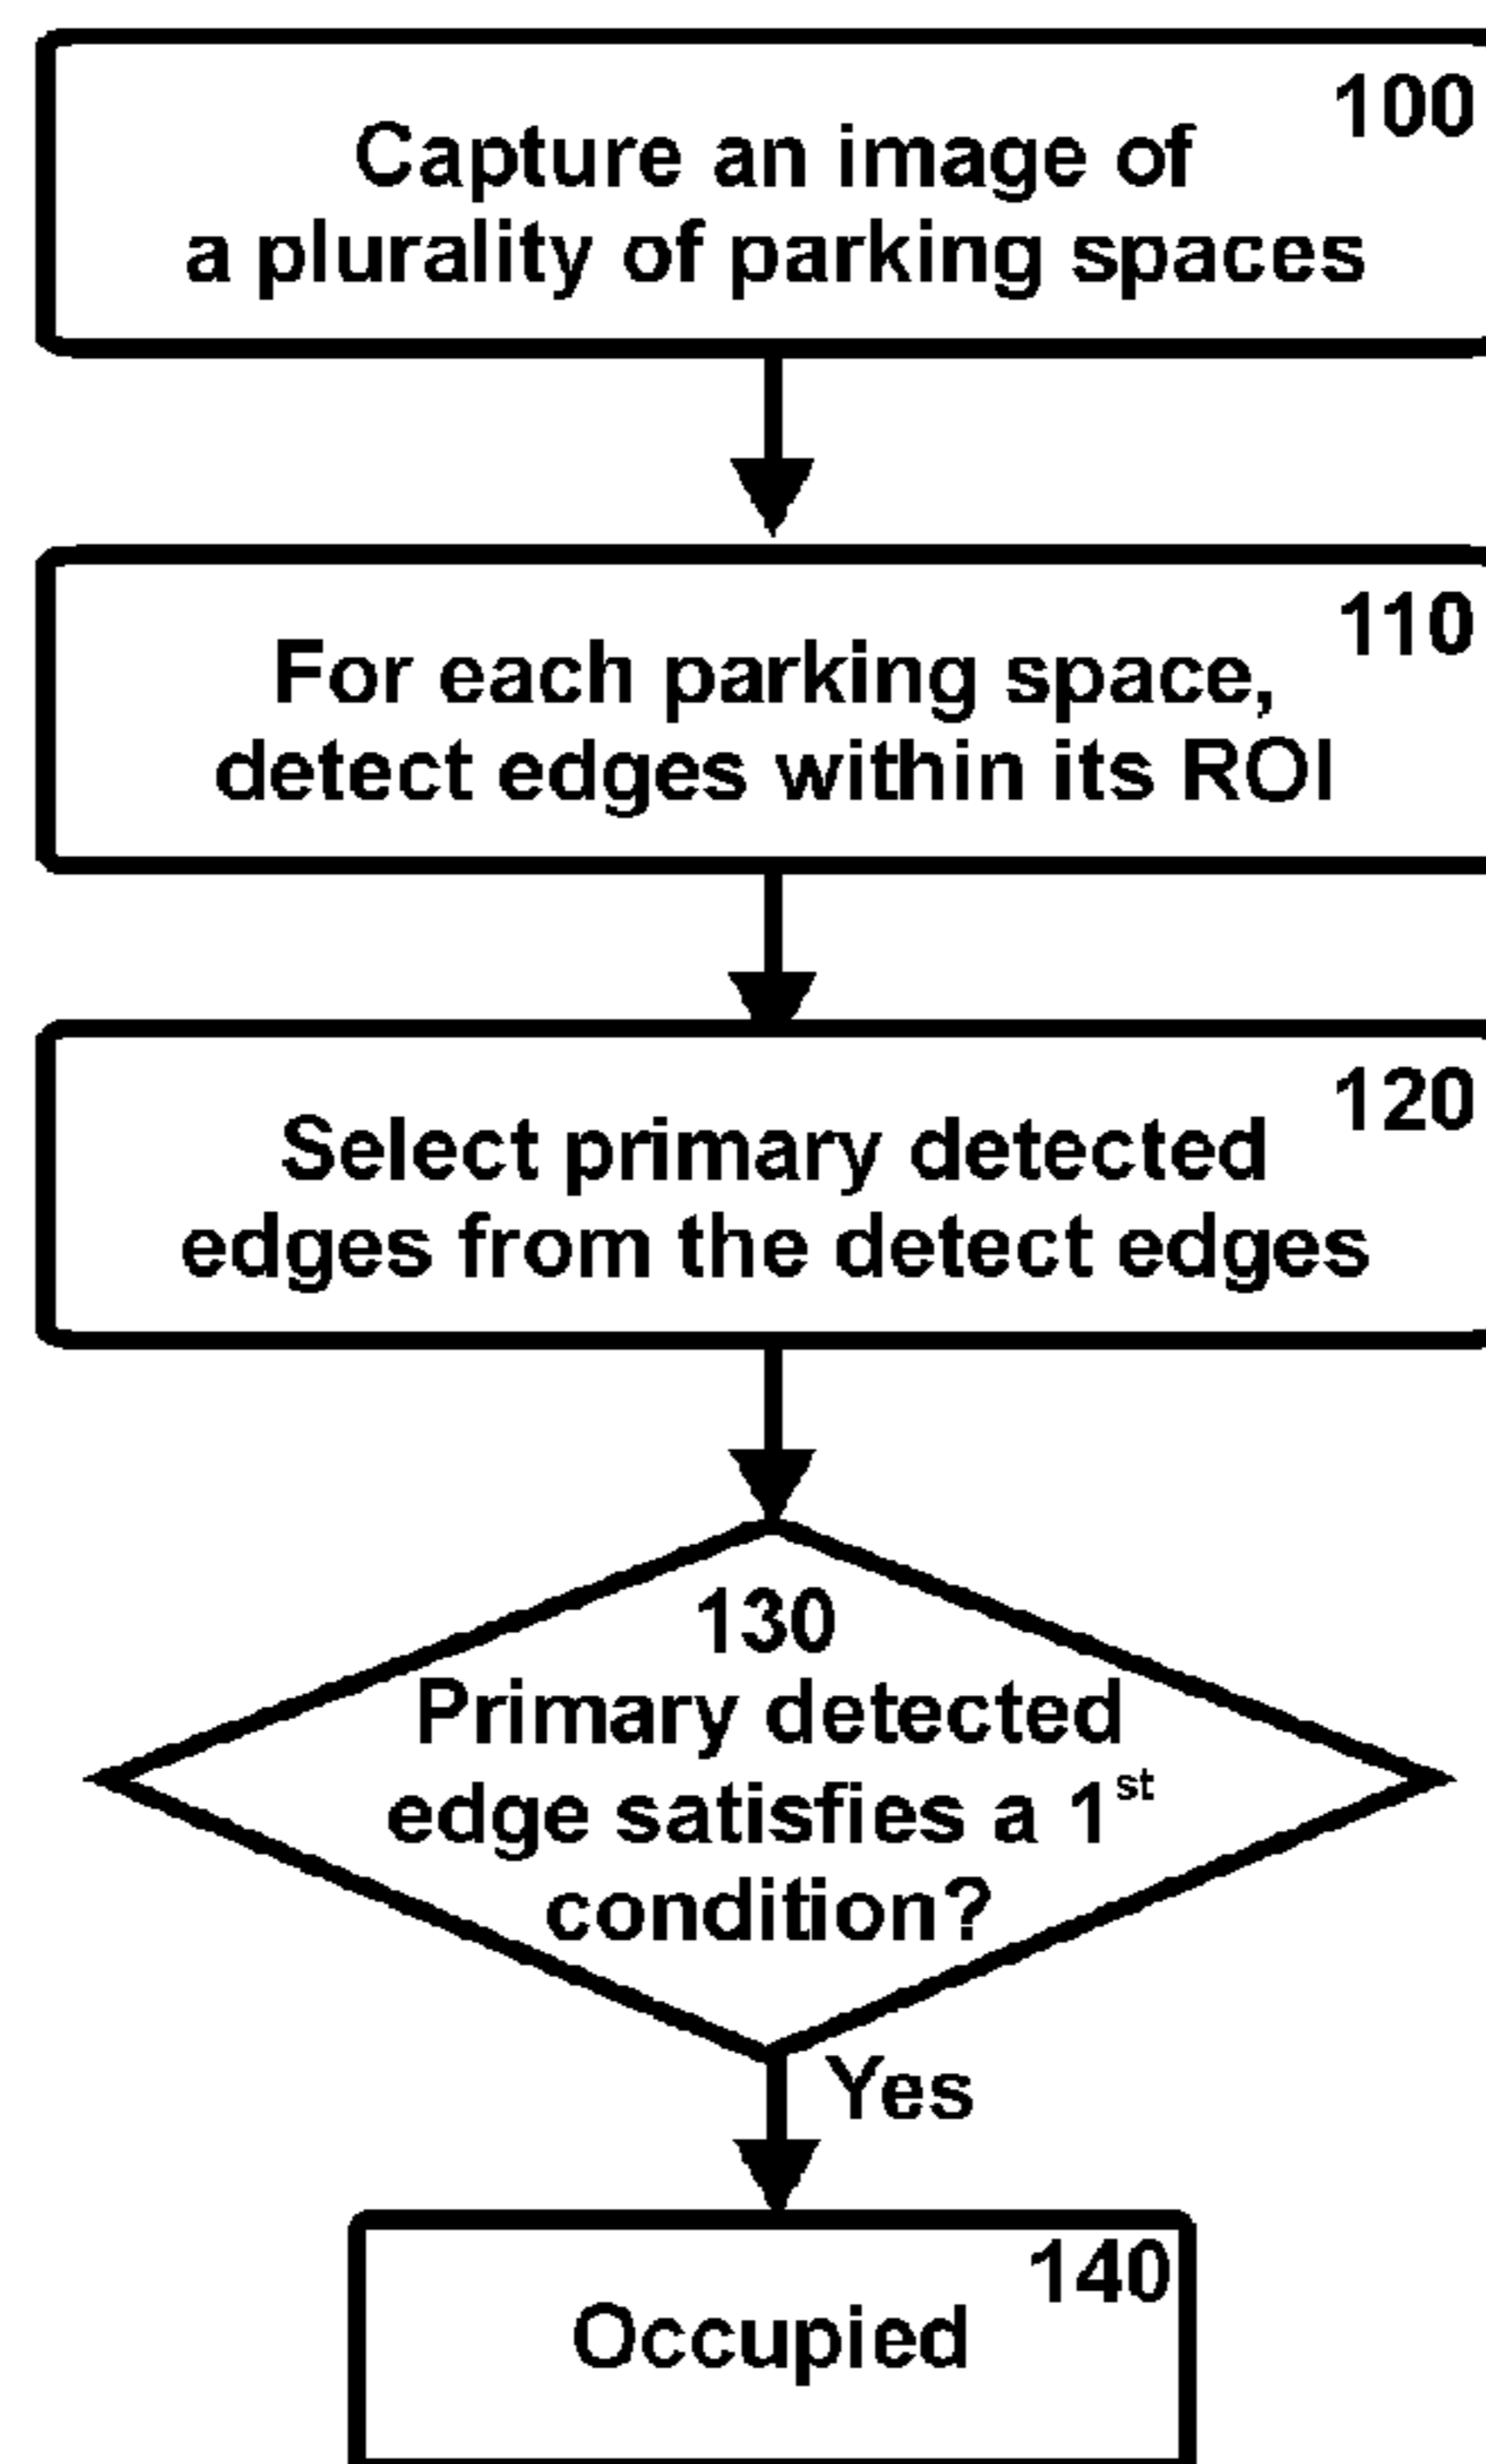 100
Capture an image of
a plurality of parking spaces
110
For each parking space,
detect edges within its ROI
120
Select primary detected
edges from the detect edges
130
Primary detected
edge satisfies a 1st
condition?
Yes
140
Occupied